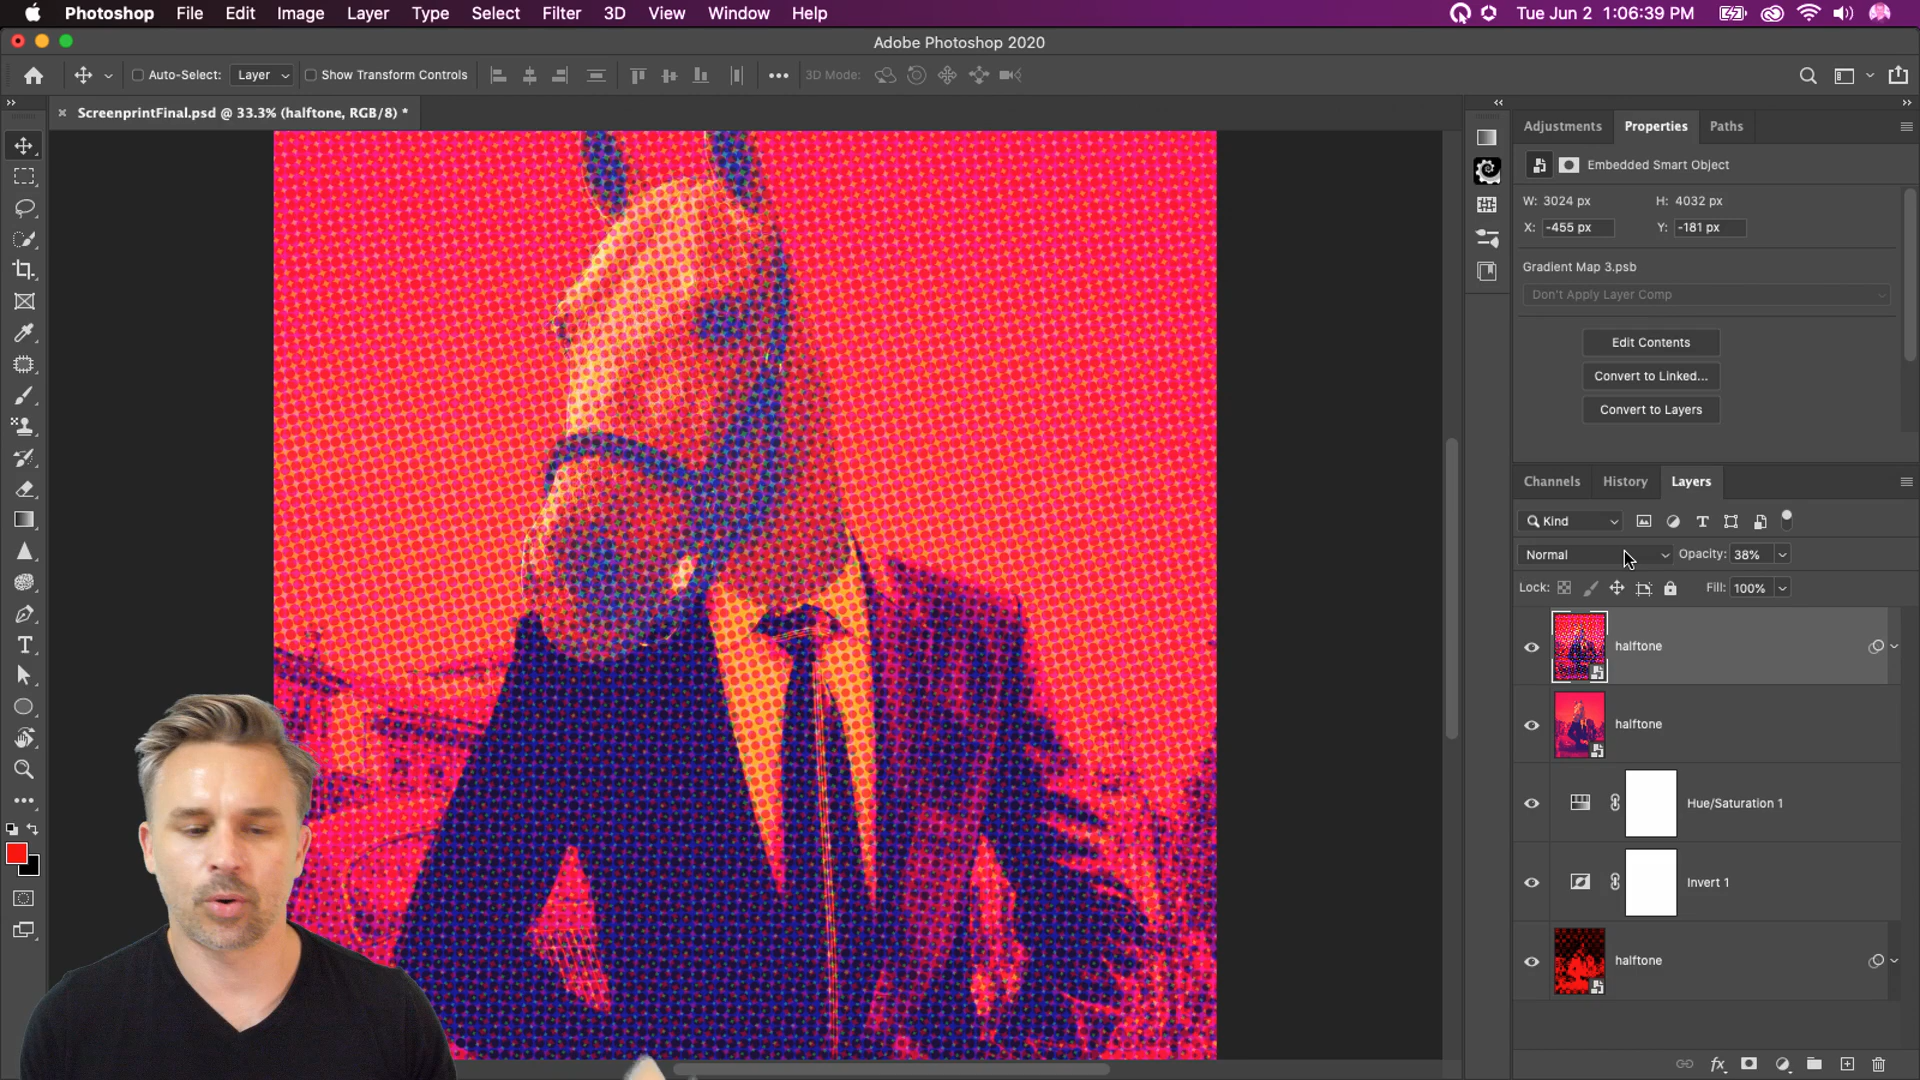 Photoshop File Edit Image Layer Type Select Filter 3D View Window Help Tue Jun 2 1:06:39 PM
Adobe Photoshop 2020
Auto-Select: Layer Show Transform Controls 3D Mode:
ScreenprintFinal.psd @ 33.3% (halftone, RGB/8) *
Adjustments Properties Paths
Embedded Smart Object
W: 3024 px H: 4032 px
X: -455 px Y: -181 px
Gradient Map 3.psb
Don't Apply Layer Comp
Edit Contents
Convert to Linked...
Convert to Layers
Channels History Layers
Kind
Normal Opacity: 38%
Lock: Fill: 100%
halftone
halftone
Hue/Saturation 1
Invert 1
halftone